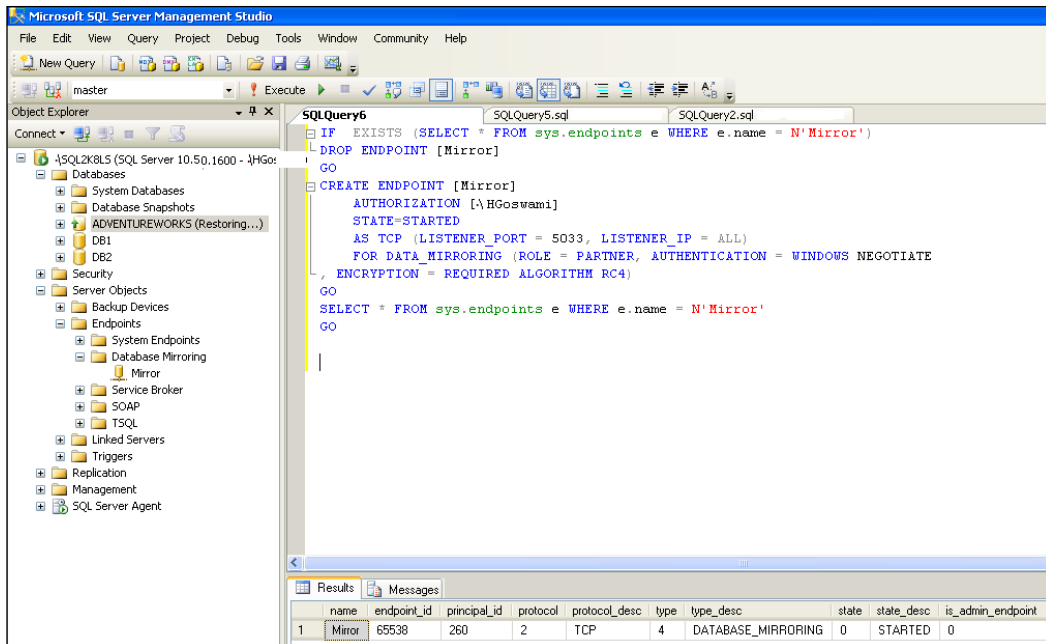 Microsoft SQL Server Management Studio
File Edit View Query Project Debug Tools Window Community Help
New Query
master Execute
Object Explorer
Connect
.\SQL2K8LS (SQL Server 10.50.1600 - .\HGos
Databases
System Databases
Database Snapshots
ADVENTUREWORKS (Restoring...)
DB1
DB2
Security
Server Objects
Backup Devices
Endpoints
System Endpoints
Database Mirroring
Mirror
Service Broker
SOAP
TSQL
Linked Servers
Triggers
Replication
Management
SQL Server Agent
SQLQuery6 SQLQuery5.sql SQLQuery2.sql
IF EXISTS (SELECT * FROM sys.endpoints e WHERE e.name = N'Mirror')
DROP ENDPOINT [Mirror]
GO
CREATE ENDPOINT [Mirror]
AUTHORIZATION [.\HGoswami]
STATE=STARTED
AS TCP (LISTENER_PORT = 5033, LISTENER_IP = ALL)
FOR DATA_MIRRORING (ROLE = PARTNER, AUTHENTICATION = WINDOWS NEGOTIATE
, ENCRYPTION = REQUIRED ALGORITHM RC4)
GO
SELECT * FROM sys.endpoints e WHERE e.name = N'Mirror'
GO
Results Messages
name endpoint_id principal_id protocol protocol_desc type type_desc state state_desc is_admin_endpoint
1 Mirror 65538 260 2 TCP 4 DATABASE_MIRRORING 0 STARTED 0